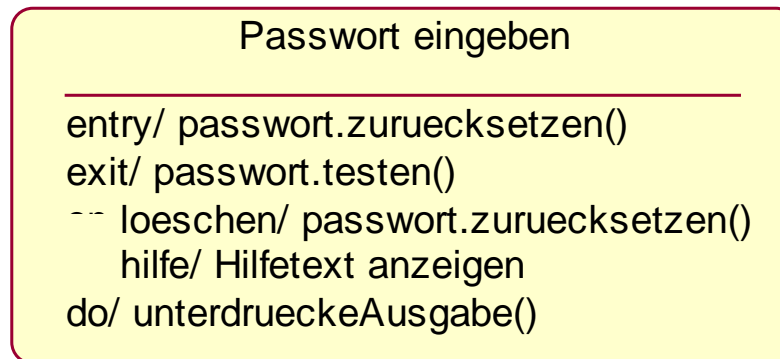 Passwort eingeben
entry/ passwort.zuruecksetzen()
exit/ passwort.testen()
loeschen/ passwort.zuruecksetzen()
hilfe/ Hilfetext anzeigen
do/ unterdrueckeAusgabe()